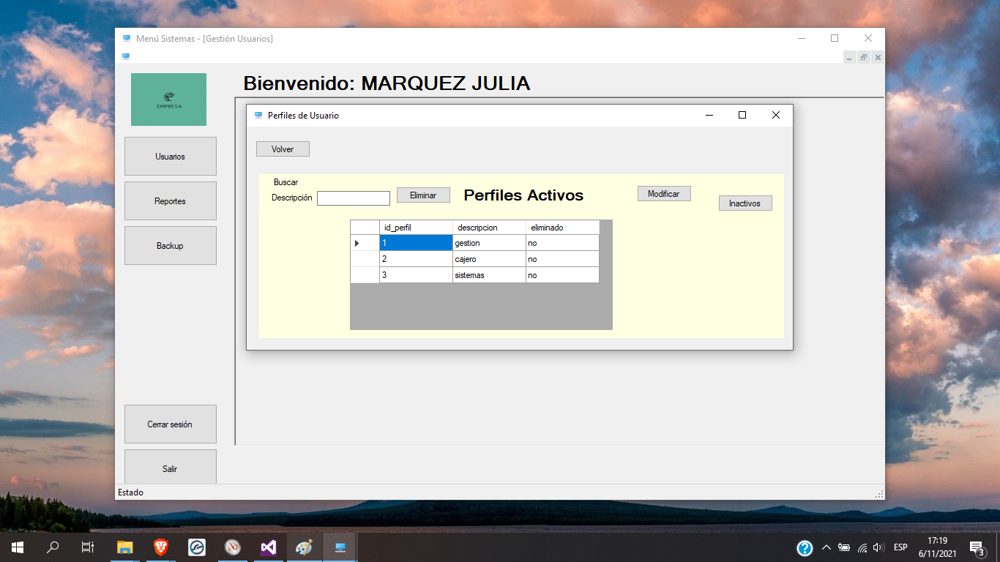 Menú Sistemas - [Gestión Usuarios]
EMPRESA
Bienvenido: MARQUEZ JULIA
Usuarios
Reportes
Backup
Cerrar sesión
Salir
Perfiles de Usuario
Volver
Buscar
Descripción
Eliminar
Perfiles Activos
Modificar
Inactivos
id_perfil descripcion eliminado
1 gestion no
2 cajero no
3 sistemas no
Estado
ESP
17:19
6/11/2021
3